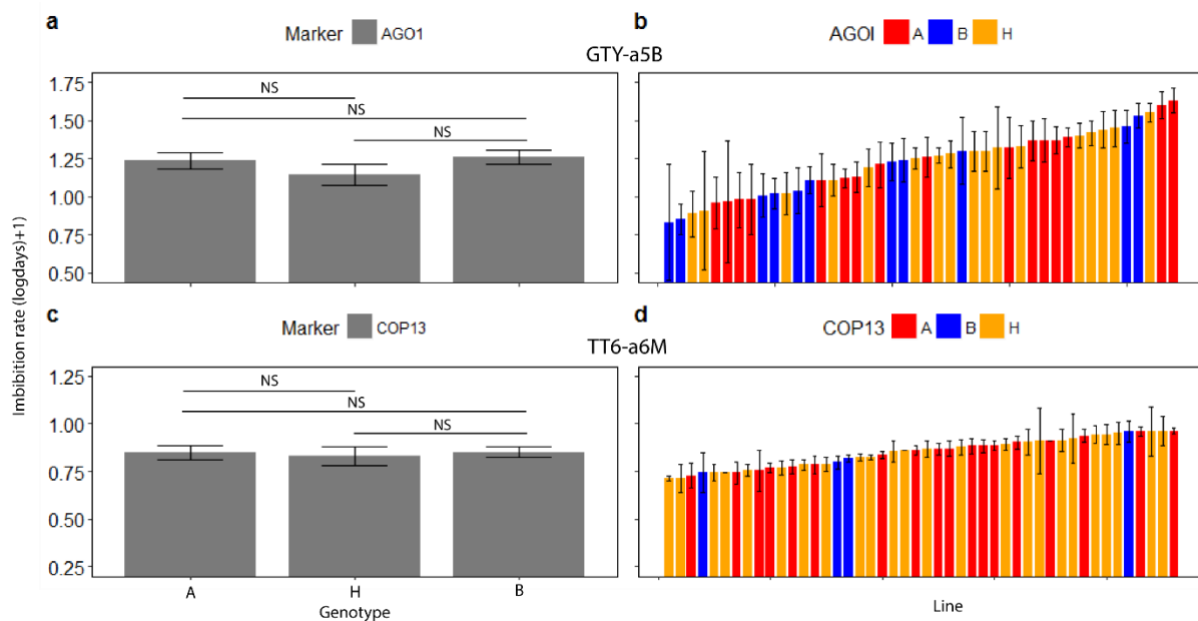 a
Marker AGO1
b
AGOI A B H
GTY-a5B
1.75
1.50
1.25
1.00
0.75
0.50
NS
NS
NS
Imbibition rate (logdays)+1)
c
Marker COP13
d
COP13 A B H
TT6-a6M
1.25
1.00
0.75
0.50
0.25
NS
NS
NS
A H B
Genotype
Line